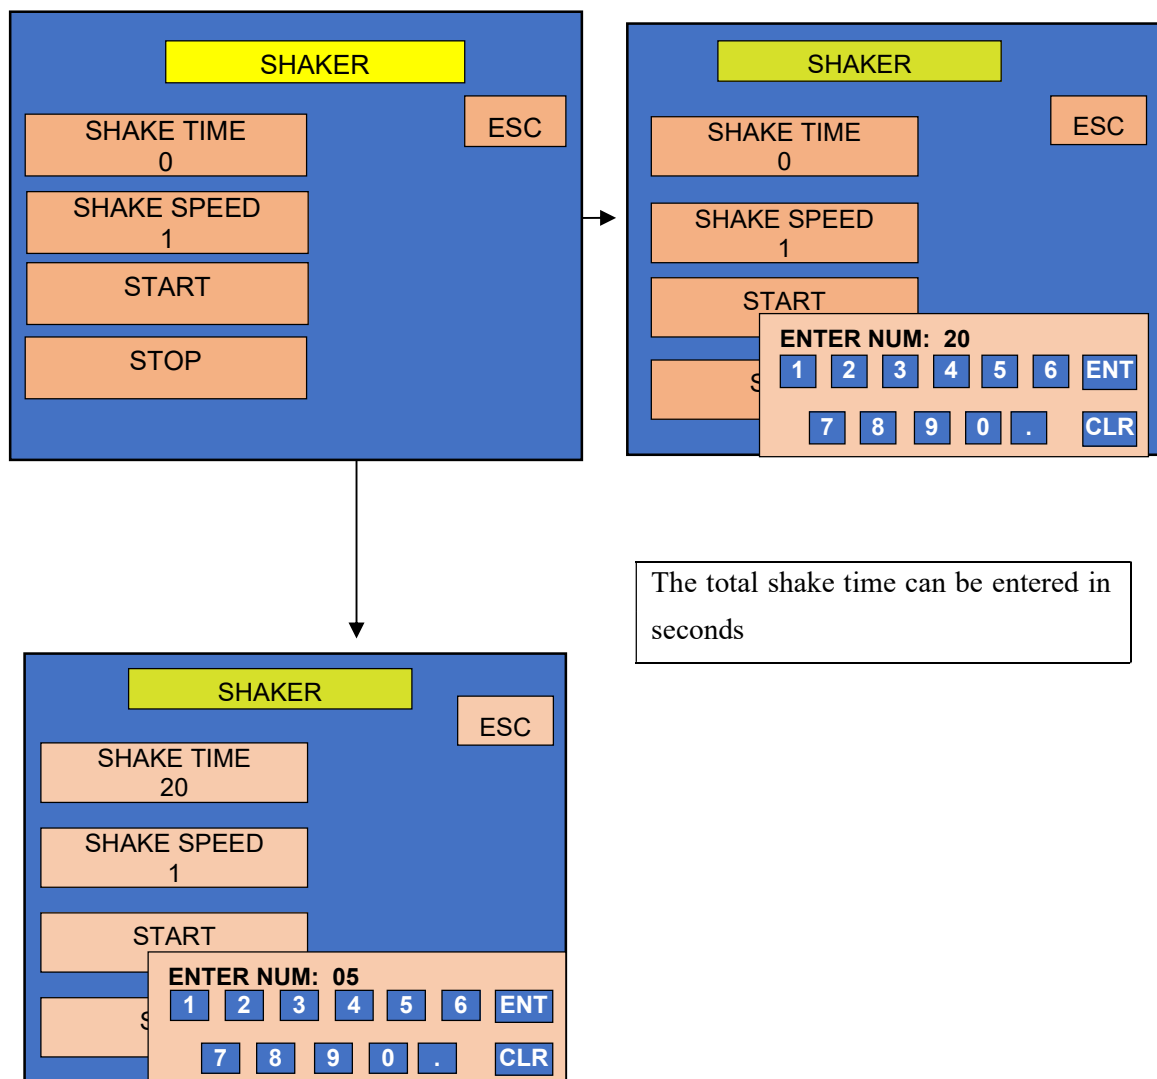 SHAKER
ESC
SHAKE TIME
0
SHAKE SPEED
1
START
STOP
SHAKER
ESC
SHAKE TIME
0
SHAKE SPEED
1
START
S
ENTER NUM: 20
1 2 3 4 5 6 ENT
7 8 9 0 . CLR
The total shake time can be entered in
seconds
SHAKER
ESC
SHAKE TIME
20
SHAKE SPEED
1
START
S
ENTER NUM: 05
1 2 3 4 5 6 ENT
7 8 9 0 . CLR